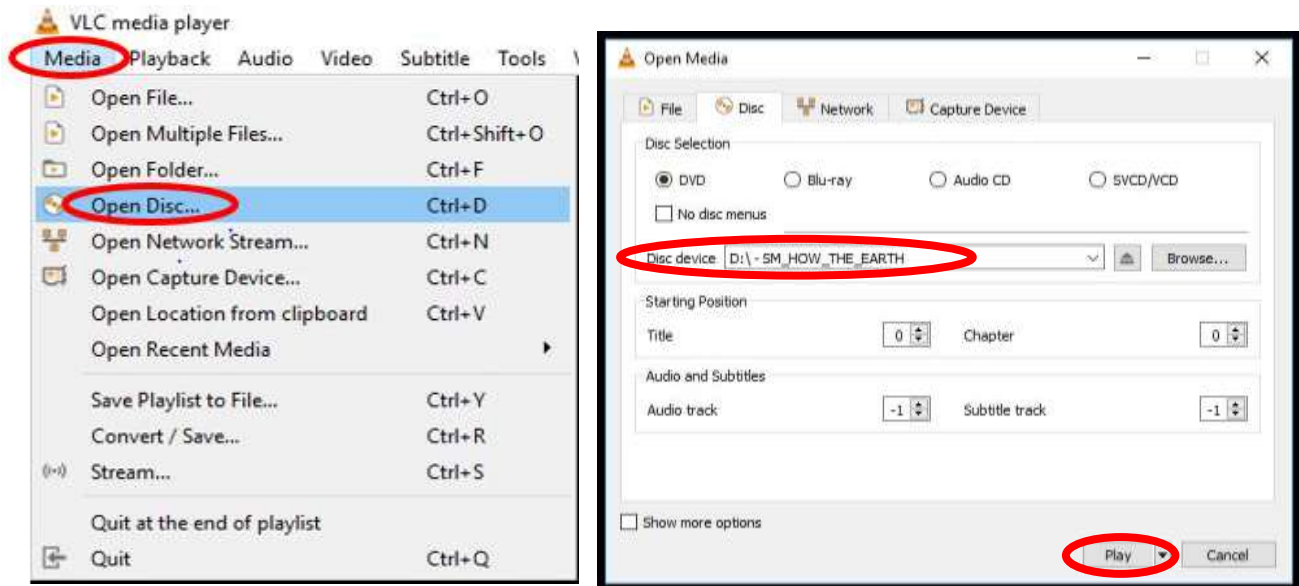 VLC media player
Media Playback Audio Video Subtitle Tools
Open File... Ctrl+O
Open Multiple Files... Ctrl+Shift+O
Open Folder... Ctrl+F
Open Disc... Ctrl+D
Open Network Stream... Ctrl+N
Open Capture Device... Ctrl+C
Open Location from clipboard Ctrl+V
Open Recent Media
Save Playlist to File... Ctrl+Y
Convert / Save... Ctrl+R
Stream... Ctrl+S
Quit at the end of playlist
Quit Ctrl+Q
Open Media
File Disc Network Capture Device
Disc Selection
DVD Blu-ray Audio CD SVCD/VCD
No disc menus
Disc device D:\ - SM_HOW_THE_EARTH Browse...
Starting Position
Title 0 Chapter 0
Audio and Subtitles
Audio track -1 Subtitle track -1
Show more options
Play Cancel